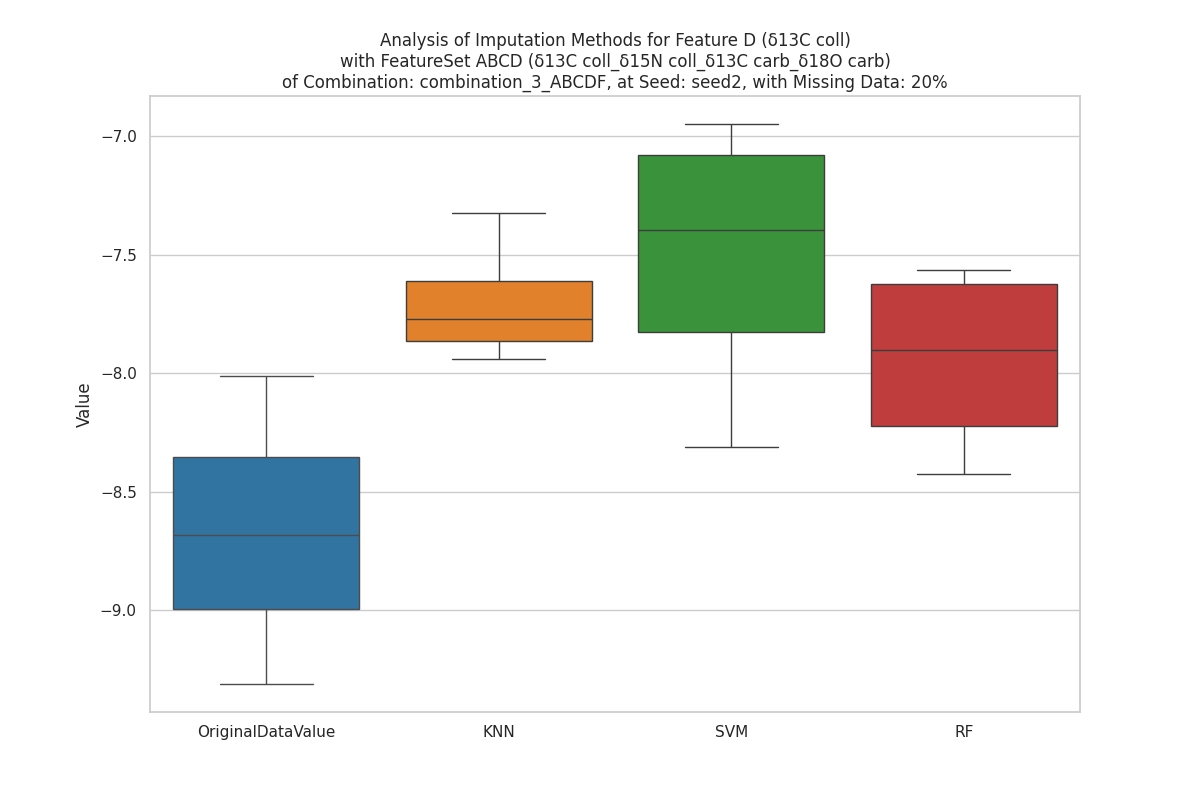 Analysis of Imputation Methods for Feature D (δ13C coll)
with FeatureSet ABCD (δ13C coll_δ15N coll_δ13C carb_δ18O carb)
of Combination: combination_3_ABCDF, at Seed: seed2, with Missing Data: 20%
−7.0
−7.5
−8.0
−8.5
−9.0
Value
OriginalDataValue
KNN
SVM
RF